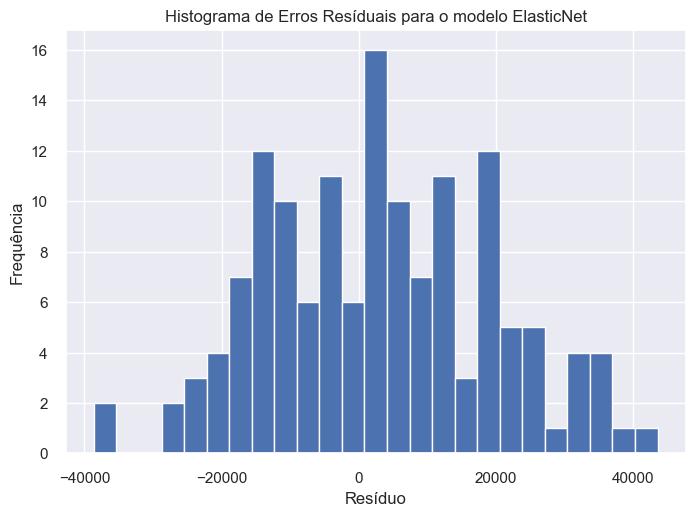 Histograma de Erros Resíduais para o modelo ElasticNet
16
14
12
10
8
6
4
2
0
Frequência
−40000 −20000 0 20000 40000
Resíduo